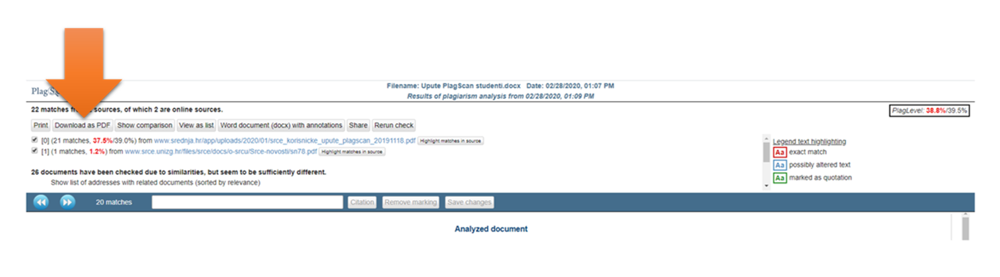 Filename: Upute PlagScan studenti.docx Date: 02/28/2020, 01:07 PM
Plag
Results of plagiarism analysis from 02/28/2020, 01:09 PM
22 matches sources, of which 2 are online sources.
PlagLevel: 38.8%/39.5%
Print Download as PDF Show comparison View as list Word document (docx) with annotations Share Rerun check
[0] (21 matches, 37.5%/39.0%) from www.srednja.hr/app/uploads/2020/01/srce_korisnicke_upute_plagscan_20191118.pdf Highlight matches in source
[1] (1 matches, 1.2%) from www.srce.unizg.hr/files/srce/docs/o-srcu/Srce-novosti/sn78.pdf Highlight matches in source
26 documents have been checked due to similarities, but seem to be sufficiently different.
Show list of addresses with related documents (sorted by relevance)
Legend text highlighting
Aa exact match
Aa possibly altered text
Aa marked as quotation
20 matches Citation Remove marking Save changes
Analyzed document